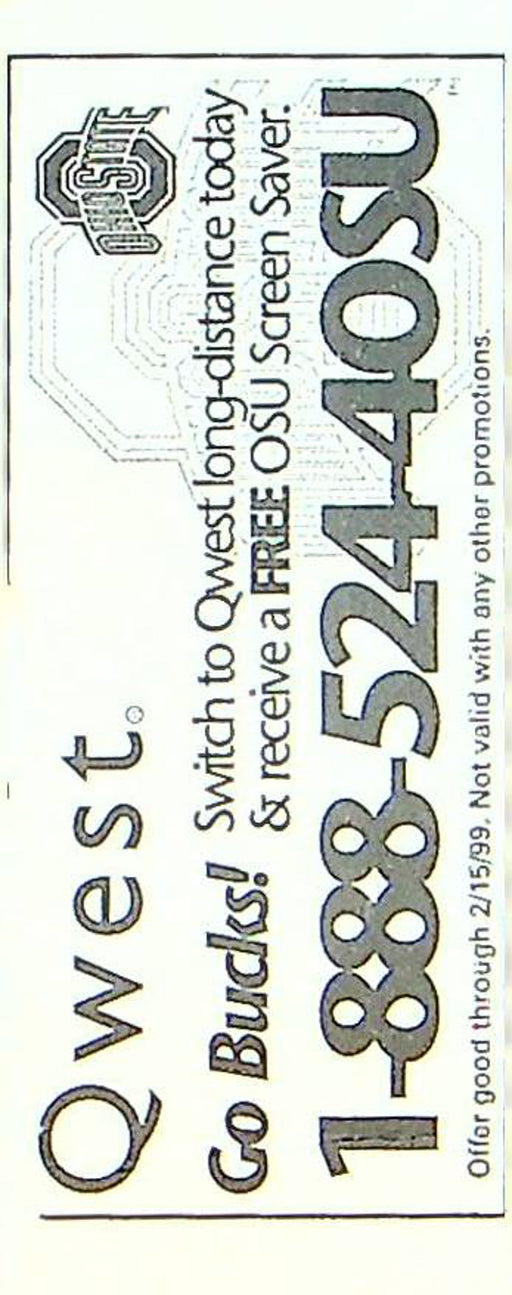 Qwest®
OHIO STATE
Go Bucks! Switch to Qwest long-distance today
& receive a FREE OSU Screen Saver.
1-888-524-4OSU
™
Offer good through 2/15/99. Not valid with any other promotions.